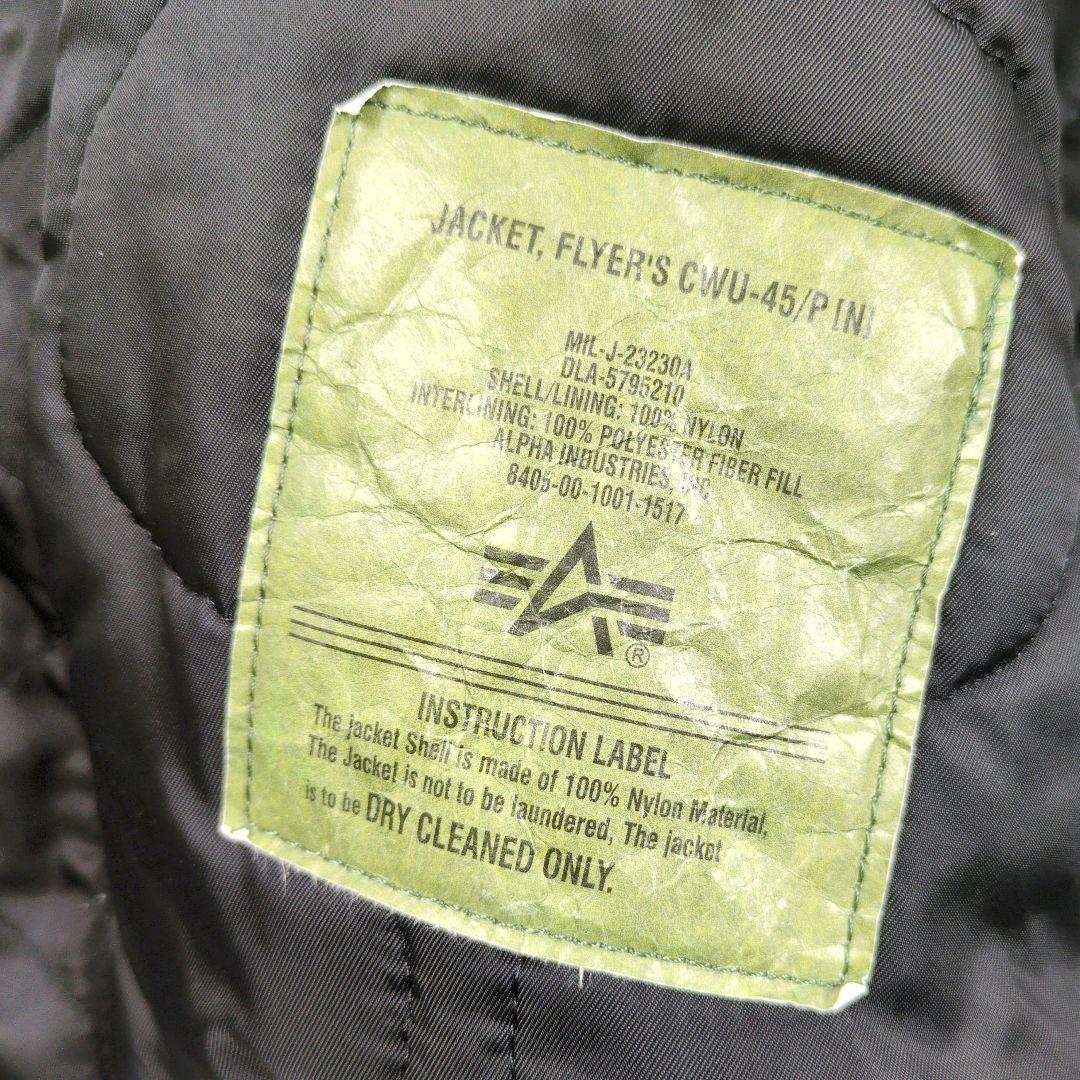 JACKET, FLYER'S CWU-45/P [N]
MIL-J-23230A
DLA-5795210
SHELL/LINING: 100% NYLON
INTERLINING: 100% POLYESTER FIBER FILL
ALPHA INDUSTRIES, INC
8405-00-1001-1517
®
INSTRUCTION LABEL
The jacket Shell is made of 100% Nylon Material,
The Jacket is not to be laundered, The jacket
is to be DRY CLEANED ONLY.